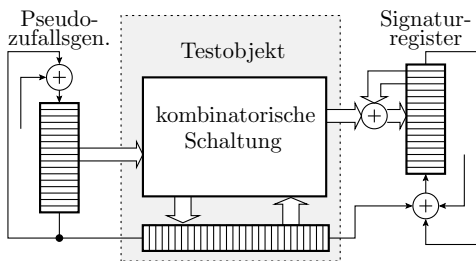 Pseudo-
zufallsgen.
Signatur-
register
Testobjekt
kombinatorische
Schaltung
+
+
+